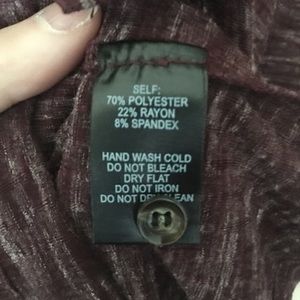 SELF:
70% POLYESTER
22% RAYON
8% SPANDEX
HAND WASH COLD
DO NOT BLEACH
DRY FLAT
DO NOT IRON
DO NOT DRY CLEAN